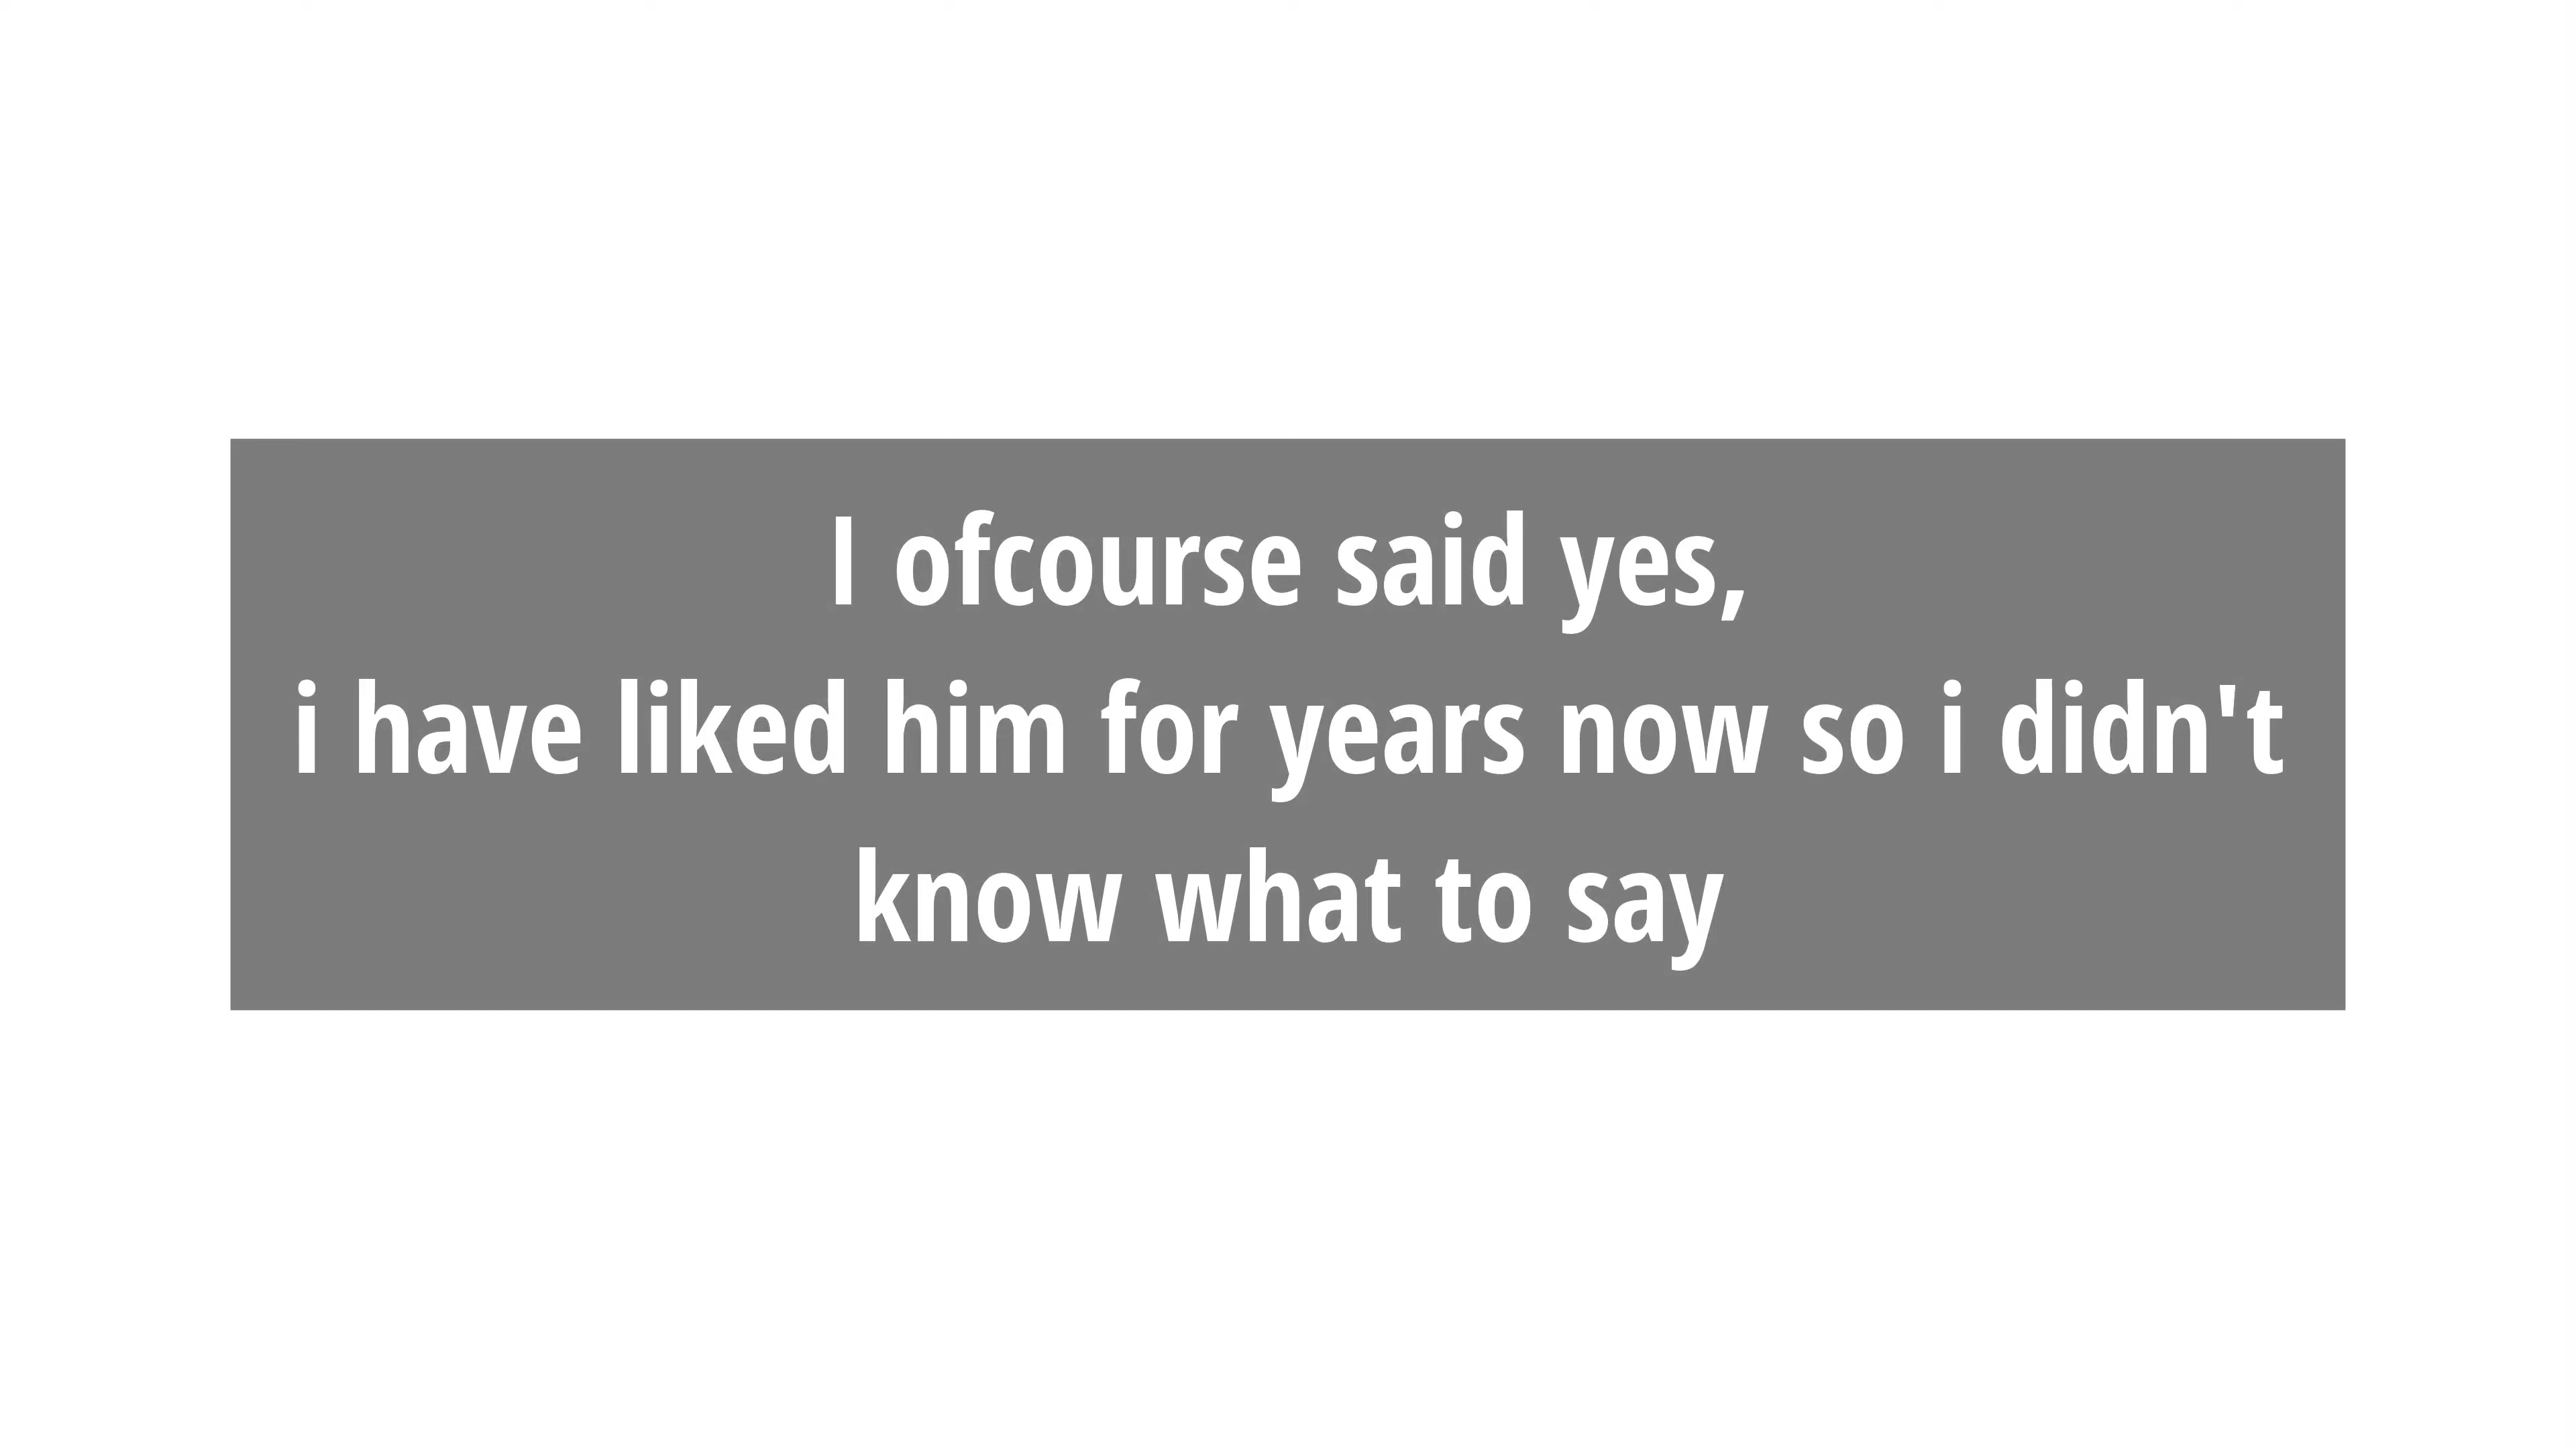 I ofcourse said yes,
i have liked him for years now so i didn't
know what to say